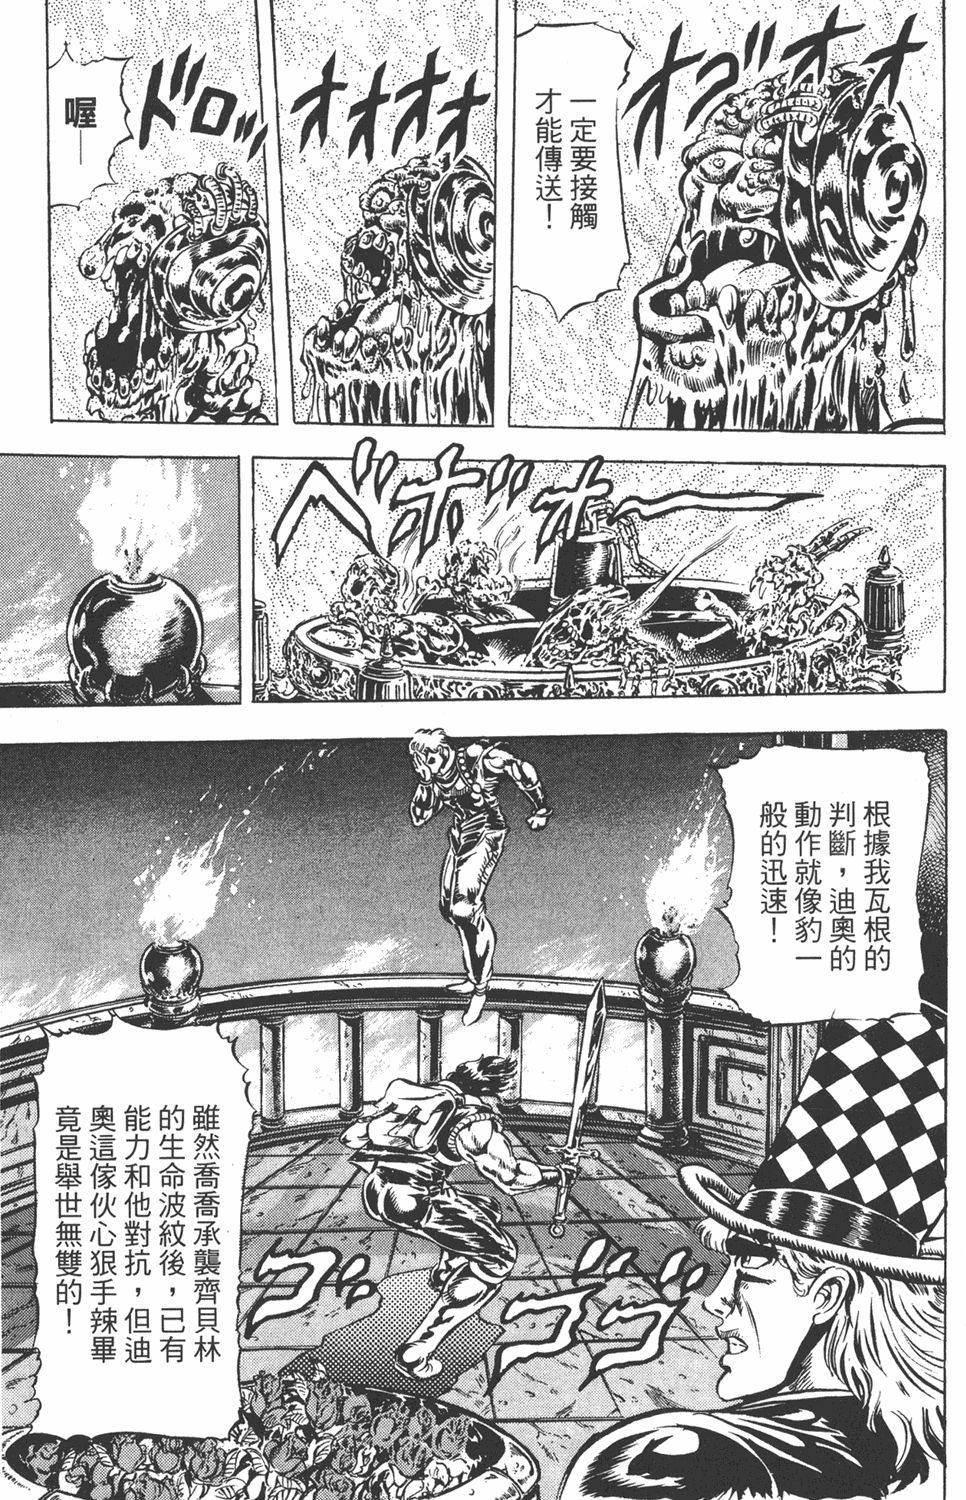 一定要接觸
才能傳送！
オゴオォ
オオオオ
ドロッ
喔──
ベボボォ〜
根據我瓦根的
判斷，迪奧的
動作就像豹一
般的迅速！
雖然喬喬承襲齊貝林
的生命波紋後，已有
能力和他對抗，但迪
奧這傢伙心狠手辣畢
竟是舉世無雙的！
ゴゴゴ